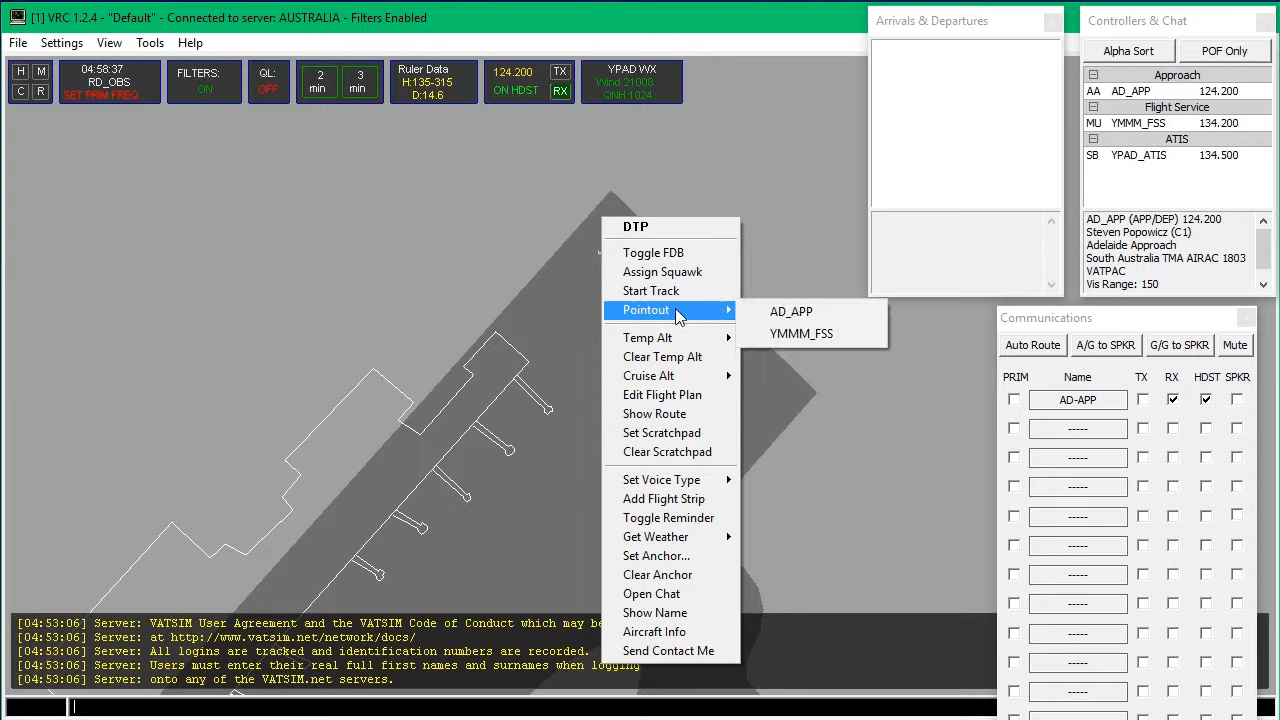 [1] VRC 1.2.4 - "Default" - Connected to server: AUSTRALIA - Filters Enabled
File Settings View Tools Help
H M
C R
04:58:37
RD_OBS
SET PRIM FREQ
FILTERS:
ON
QL:
OFF
2 min
3 min
Ruler Data
H:135-315
D:14.6
124.200 TX
ON HDST RX
YPAD WX
Wind 21008
QNH 1024
Arrivals & Departures
Controllers & Chat
Alpha Sort POF Only
Approach
AA AD_APP 124.200
Flight Service
MU YMMM_FSS 134.200
ATIS
SB YPAD_ATIS 134.500
AD_APP (APP/DEP) 124.200
Steven Popowicz (C1)
Adelaide Approach
South Australia TMA AIRAC 1803
VATPAC
Vis Range: 150
DTP
Toggle FDB
Assign Squawk
Start Track
Pointout
AD_APP
YMMM_FSS
Temp Alt
Clear Temp Alt
Cruise Alt
Edit Flight Plan
Show Route
Set Scratchpad
Clear Scratchpad
Set Voice Type
Add Flight Strip
Toggle Reminder
Get Weather
Set Anchor...
Clear Anchor
Open Chat
Show Name
Aircraft Info
Send Contact Me
Communications
Auto Route A/G to SPKR G/G to SPKR Mute
PRIM Name TX RX HDST SPKR
AD-APP
-----
-----
-----
-----
-----
-----
-----
-----
-----
-----
[04:53:06] Server: VATSIM User Agreement and the VATSIM Code of Conduct which may be
[04:53:06] Server: at http://www.vatsim.net/network/docs/
[04:53:06] Server: All logins are tracked and identification numbers are recorded.
[04:53:06] Server: Users must enter their real full first names and surnames when logging
[04:53:06] Server: onto any of the VATSIM.net servers.